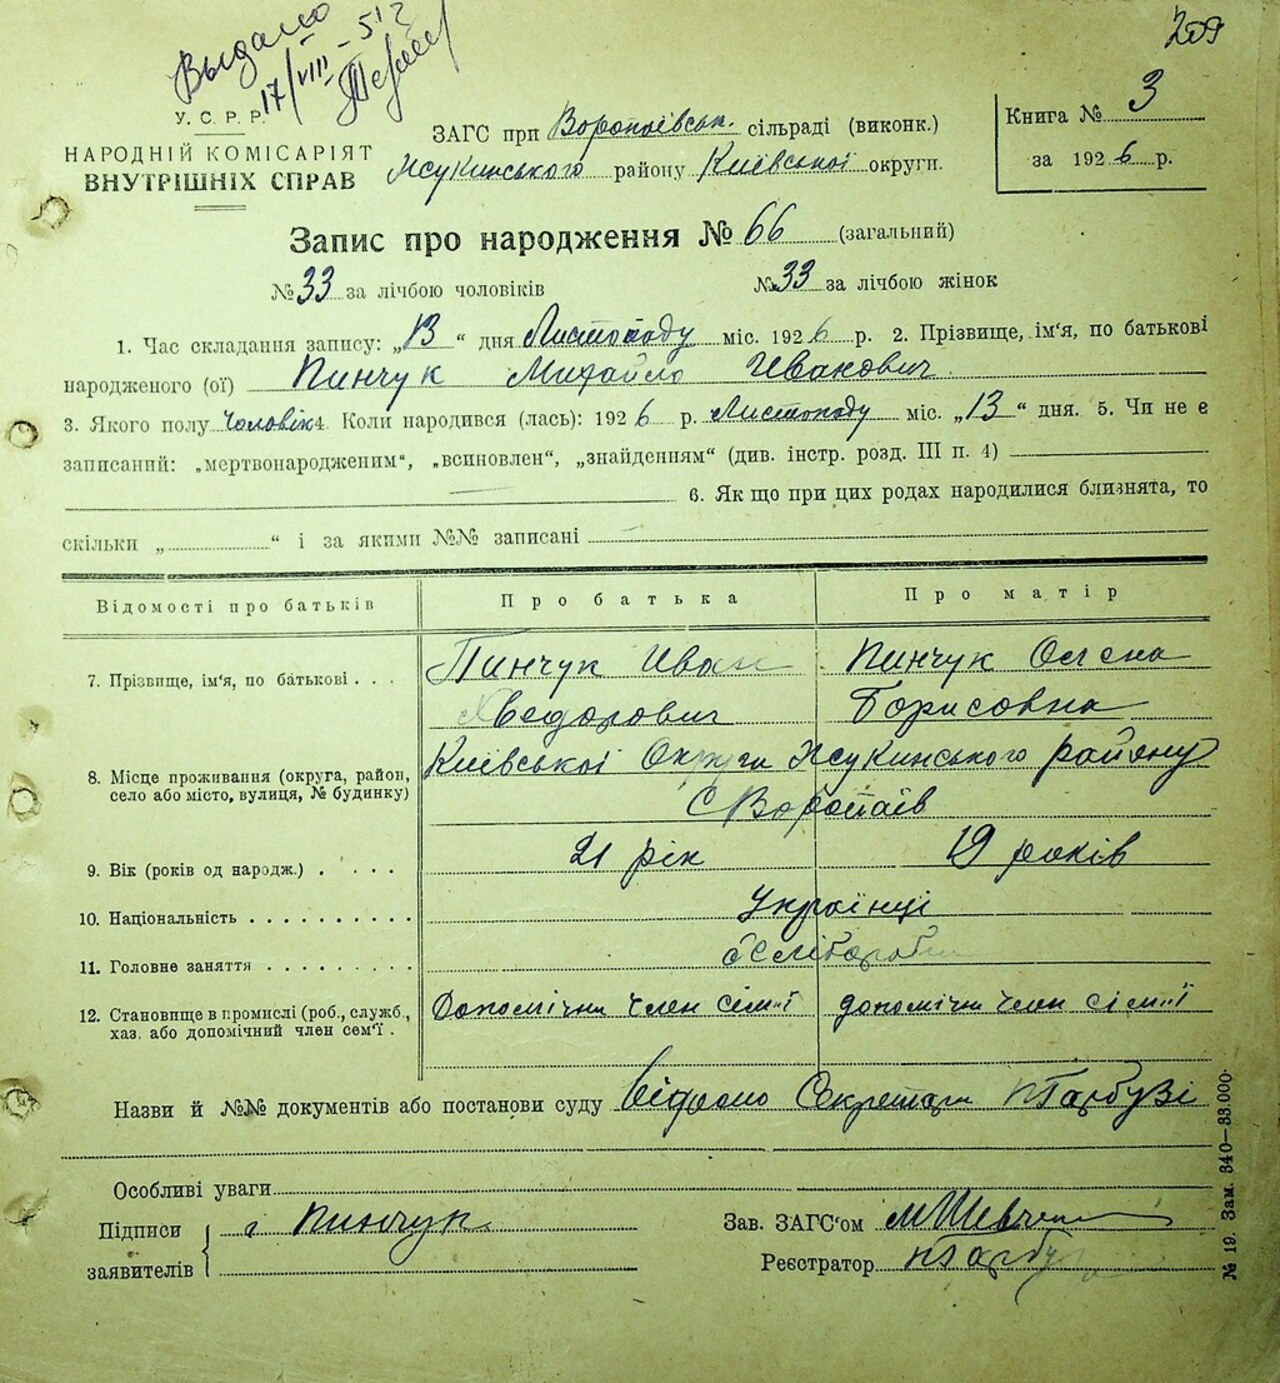 Выдано
17/VIII – 51 г
209
У. С. Р. Р.
НАРОДНІЙ КОМІСАРІЯТ
ВНУТРІШНІХ СПРАВ
ЗАГС при Воропаївськ. сільраді (виконк.)
району Київської округи.
Книга № 3
за 1926 р.
Запис про народження № 66 (загальний)
№ 33 за лічбою чоловіків № 33 за лічбою жінок
1. Час складання запису: „13“ дня Листопаду міс. 1926 р. 2. Прізвище, ім‘я, по батькові
народженого (ої) Пинчук Михайло Иванович
3. Якого полу Чоловік 4. Коли народився (лась): 1926 р. Листопаду міс. „13“ дня. 5. Чи не є
записаний: „мертвонародженим“, „всиновлен“, „знайденням“ (див. інстр. розд. III п. 4)
6. Як що при цих родах народилися близнята, то
скільки „ “ і за якими №№ записані
Відомості про батьків Про батька Про матір
7. Прізвище, ім‘я, по батькові . . . Пинчук Иван Пинчук Олєна
Хведорович Борисовна
8. Місце проживання (округа, район, село або місто, вулиця, № будинку) Київської Округи району
С Воропаїв
9. Вік (років од народж.) . . . . 21 рік 19 років
10. Національність . . . . . . . . . . Українці
11. Головне заняття . . . . . . . . .
12. Становище в промислі (роб., служб., Допомічни член сімї допомічни член сімї
хаз. або допомічний член сем‘ї .
Назви й №№ документів або постанови суду Відомо Секретарю
Особливі уваги
Підписи Пинчук Зав. ЗАГС‘ом
заявителів Реєстратор
№ 19. Зам. 340—33.000.